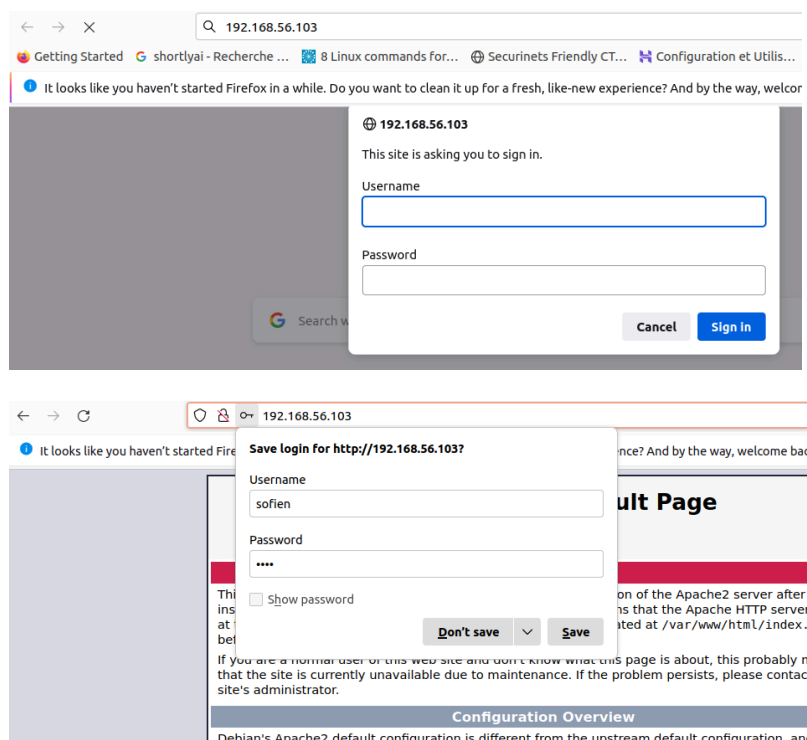 192.168.56.103
Getting Started shortlyai - Recherche ... 8 Linux commands for... Securinets Friendly CT... Configuration et Utilis...
It looks like you haven't started Firefox in a while. Do you want to clean it up for a fresh, like-new experience? And by the way, welcor
192.168.56.103
This site is asking you to sign in.
Username
Password
Search w
Cancel Sign in
192.168.56.103
It looks like you haven't started Fire
nce? And by the way, welcome bac
Save login for http://192.168.56.103?
Username
sofien
Password
••••
Show password
Don't save Save
ult Page
Thi on of the Apache2 server after
ins ns that the Apache HTTP server
at ated at /var/www/html/index.
bef
If you are a normal user of this web site and don't know what this page is about, this probably m
that the site is currently unavailable due to maintenance. If the problem persists, please contac
site's administrator.
Configuration Overview
Debian's Apache2 default configuration is different from the upstream default configuration, and